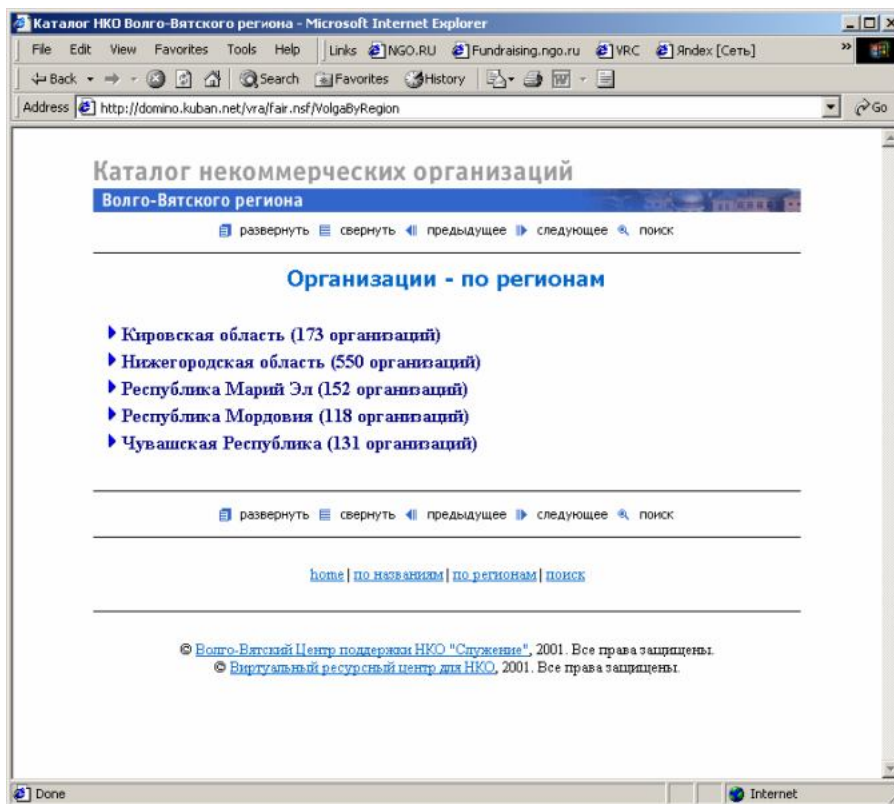 Каталог НКО Волго-Вятского региона - Microsoft Internet Explorer
File Edit View Favorites Tools Help Links NGO.RU Fundraising.ngo.ru VRC Яndex [Сеть] »
Back Search Favorites History
Address http://domino.kuban.net/vra/fair.nsf/VolgaByRegion Go
Каталог некоммерческих организаций
Волго-Вятского региона
развернуть свернуть предыдущее следующее поиск
Организации - по регионам
Кировская область (173 организаций)
Нижегородская область (550 организаций)
Республика Марий Эл (152 организаций)
Республика Мордовия (118 организаций)
Чувашская Республика (131 организаций)
развернуть свернуть предыдущее следующее поиск
home | по названиям | по регионам | поиск
© Волго-Вятский Центр поддержки НКО "Служение", 2001. Все права защищены.
© Виртуальный ресурсный центр для НКО, 2001. Все права защищены.
Done Internet